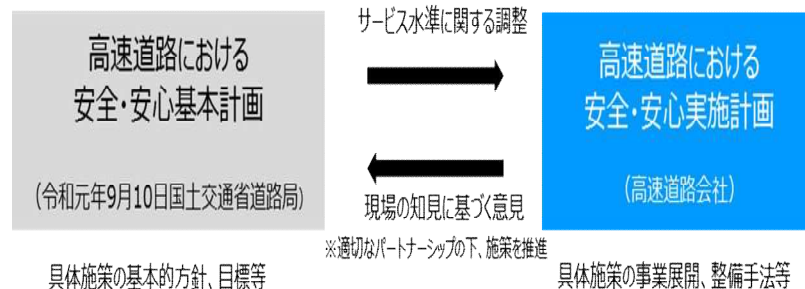 高速道路における
安全・安心基本計画
(令和元年9月10日国土交通省道路局)
具体施策の基本的方針、目標等
サービス水準に関する調整
現場の知見に基づく意見
※適切なパートナーシップの下、施策を推進
高速道路における
安全・安心実施計画
(高速道路会社)
具体施策の事業展開、整備手法等